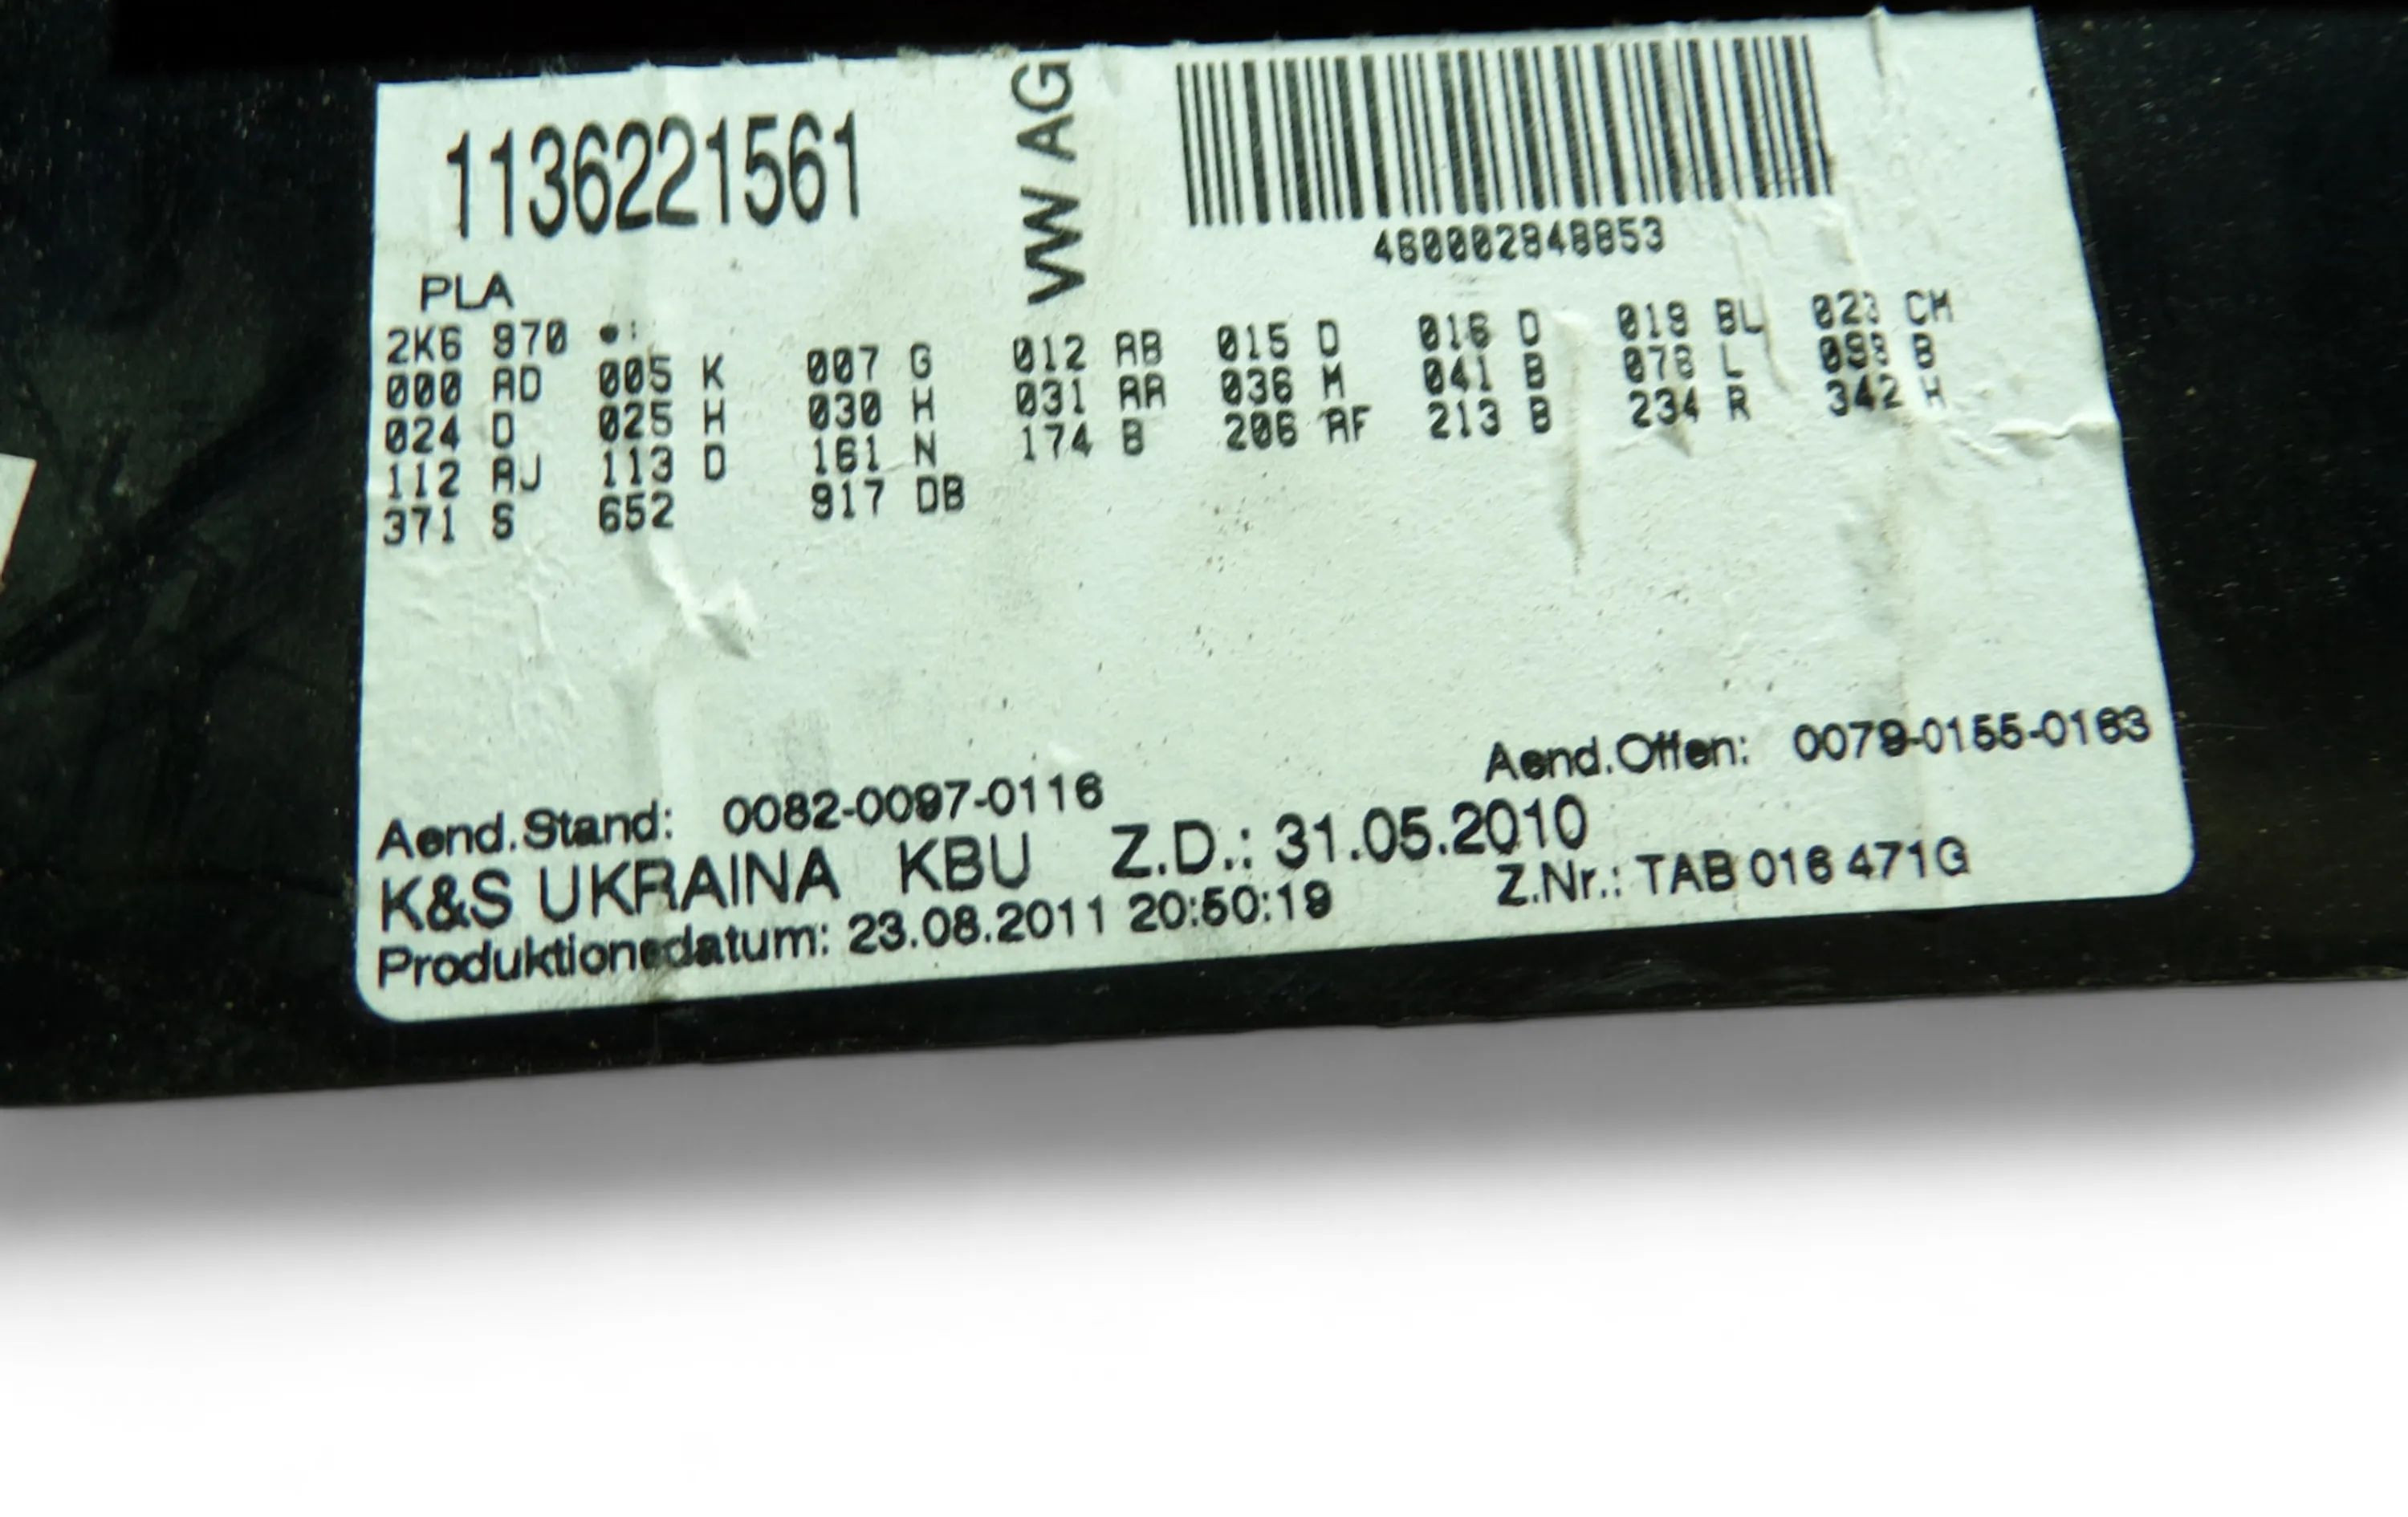 1136221561
VW AG
460002848853
PLA
2K6 970 ●:
000 AD 005 K 007 G 012 AB 015 D 016 D 019 BL 023 CM
024 D 025 H 030 H 031 AA 036 M 041 B 078 L B
112 AJ 113 D 161 N 174 B 206 AF 213 B 234 R 342 H
371 S 652 917 DB
Aend.Stand: 0082-0097-0116 Aend.Offen: 0079-0155-0163
K&S UKRAINA KBU Z.D.: 31.05.2010
Produktionsdatum: 23.08.2011 20:50:19 Z.Nr.: TAB 016 471G